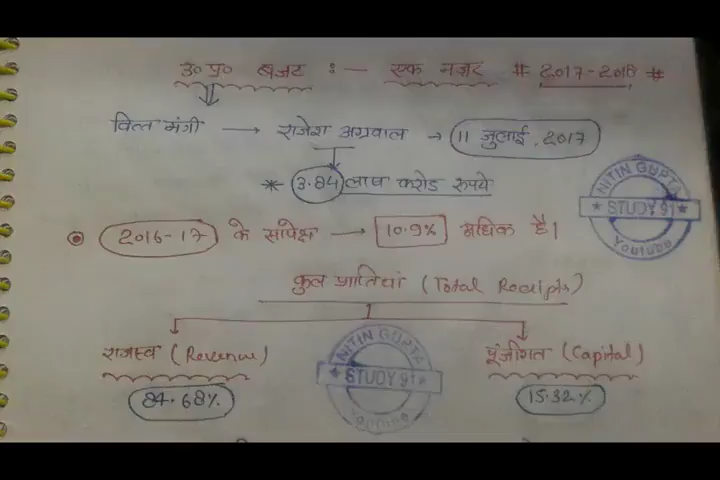 उ० प्र० बजट :— एक नज़र # 2017-2018 #
वित्त मंत्री → राजेश अग्रवाल → 11 जुलाई, 2017
* 3.84 लाख करोड रूपये
2016-17 के सापेक्ष → 10.9% अधिक है।
NITIN GUPTA
* STUDY 91 *
Youtube
कुल प्राप्तियां (Total Receipts)
राजस्व (Revenue)
पूंजीगत (Capital)
NITIN GUPTA
* STUDY 91 *
Youtube
84.68%
15.32%